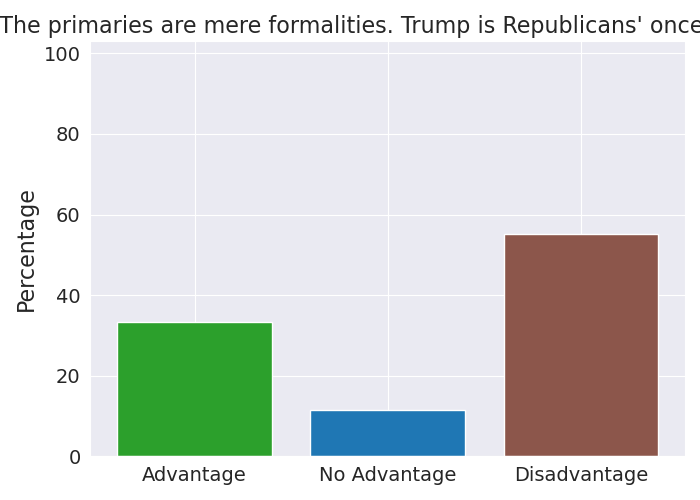 The primaries are mere formalities. Trump is Republicans' once
100
80
60
40
20
0
Percentage
Advantage
No Advantage
Disadvantage